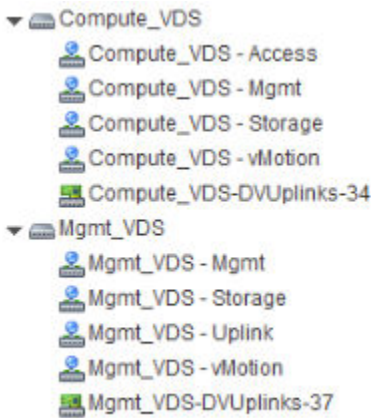 Compute_VDS
Compute_VDS - Access
Compute_VDS - Mgmt
Compute_VDS - Storage
Compute_VDS - vMotion
Compute_VDS-DVUplinks-34
Mgmt_VDS
Mgmt_VDS - Mgmt
Mgmt_VDS - Storage
Mgmt_VDS - Uplink
Mgmt_VDS - vMotion
Mgmt_VDS-DVUplinks-37